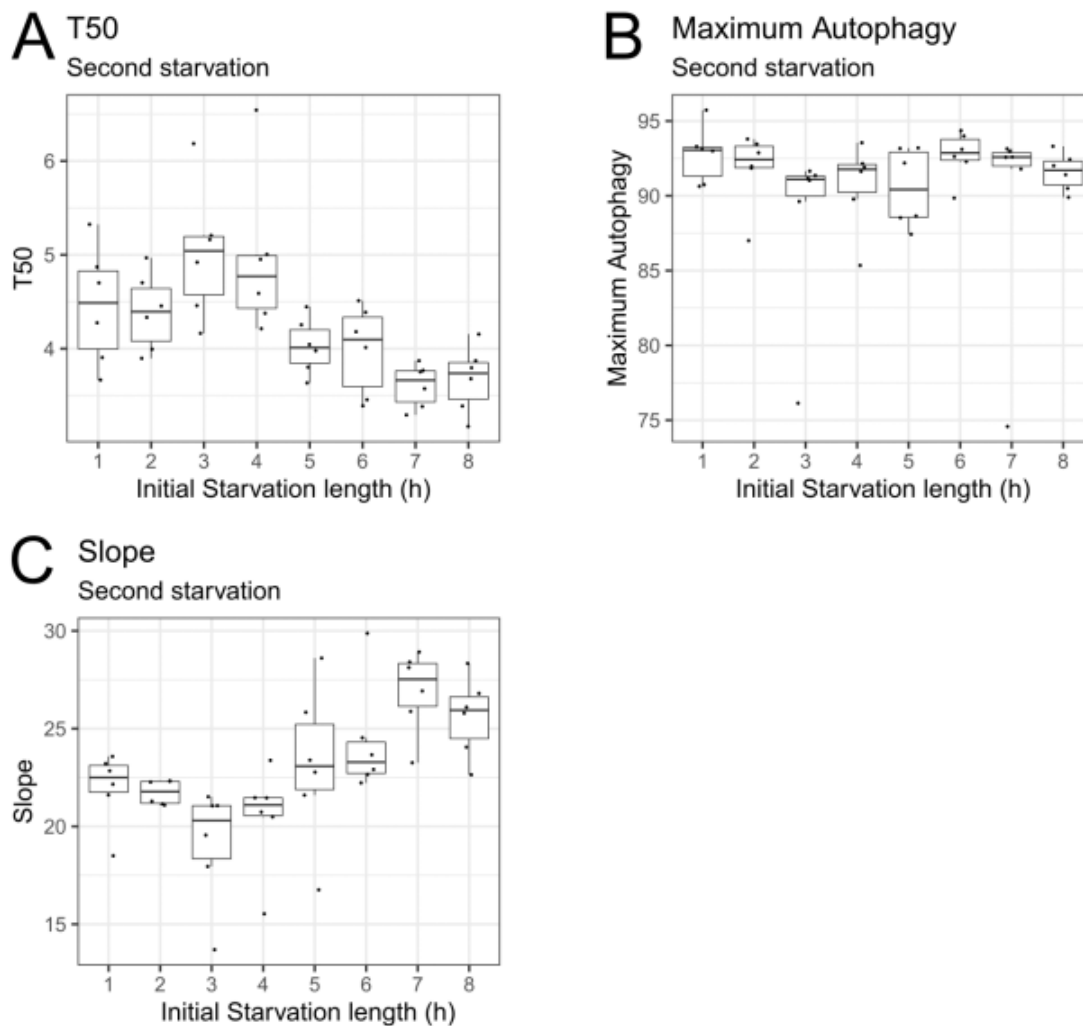 A T50
Second starvation
T50
6
5
4
1 2 3 4 5 6 7 8
Initial Starvation length (h)
B Maximum Autophagy
Second starvation
Maximum Autophagy
95
90
85
80
75
1 2 3 4 5 6 7 8
Initial Starvation length (h)
C Slope
Second starvation
Slope
30
25
20
15
1 2 3 4 5 6 7 8
Initial Starvation length (h)